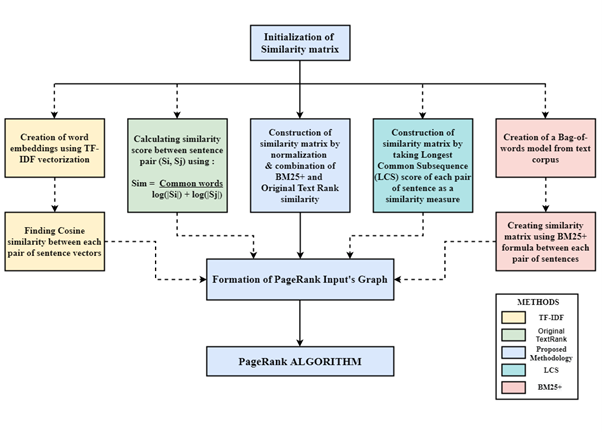 Initialization of
Similarity matrix
Creation of word
embeddings using TF-
IDF vectorization
Calculating similarity
score between sentence
pair (Si, Sj) using :
Sim = Common words
log(|Si|) + log(|Sj|)
Construction of
similarity matrix by
normalization
& combination of
BM25+ and
Original Text Rank
similarity
Construction of
similarity matrix by
taking Longest
Common Subsequence
(LCS) score of each pair
of sentence as a
similarity measure
Creation of a Bag-of-
words model from text
corpus
Finding Cosine
similarity between each
pair of sentence vectors
Creating similarity
matrix using BM25+
formula between each
pair of sentences
Formation of PageRank Input's Graph
PageRank ALGORITHM
METHODS
TF-IDF
Original
TextRank
Proposed
Methodology
LCS
BM25+